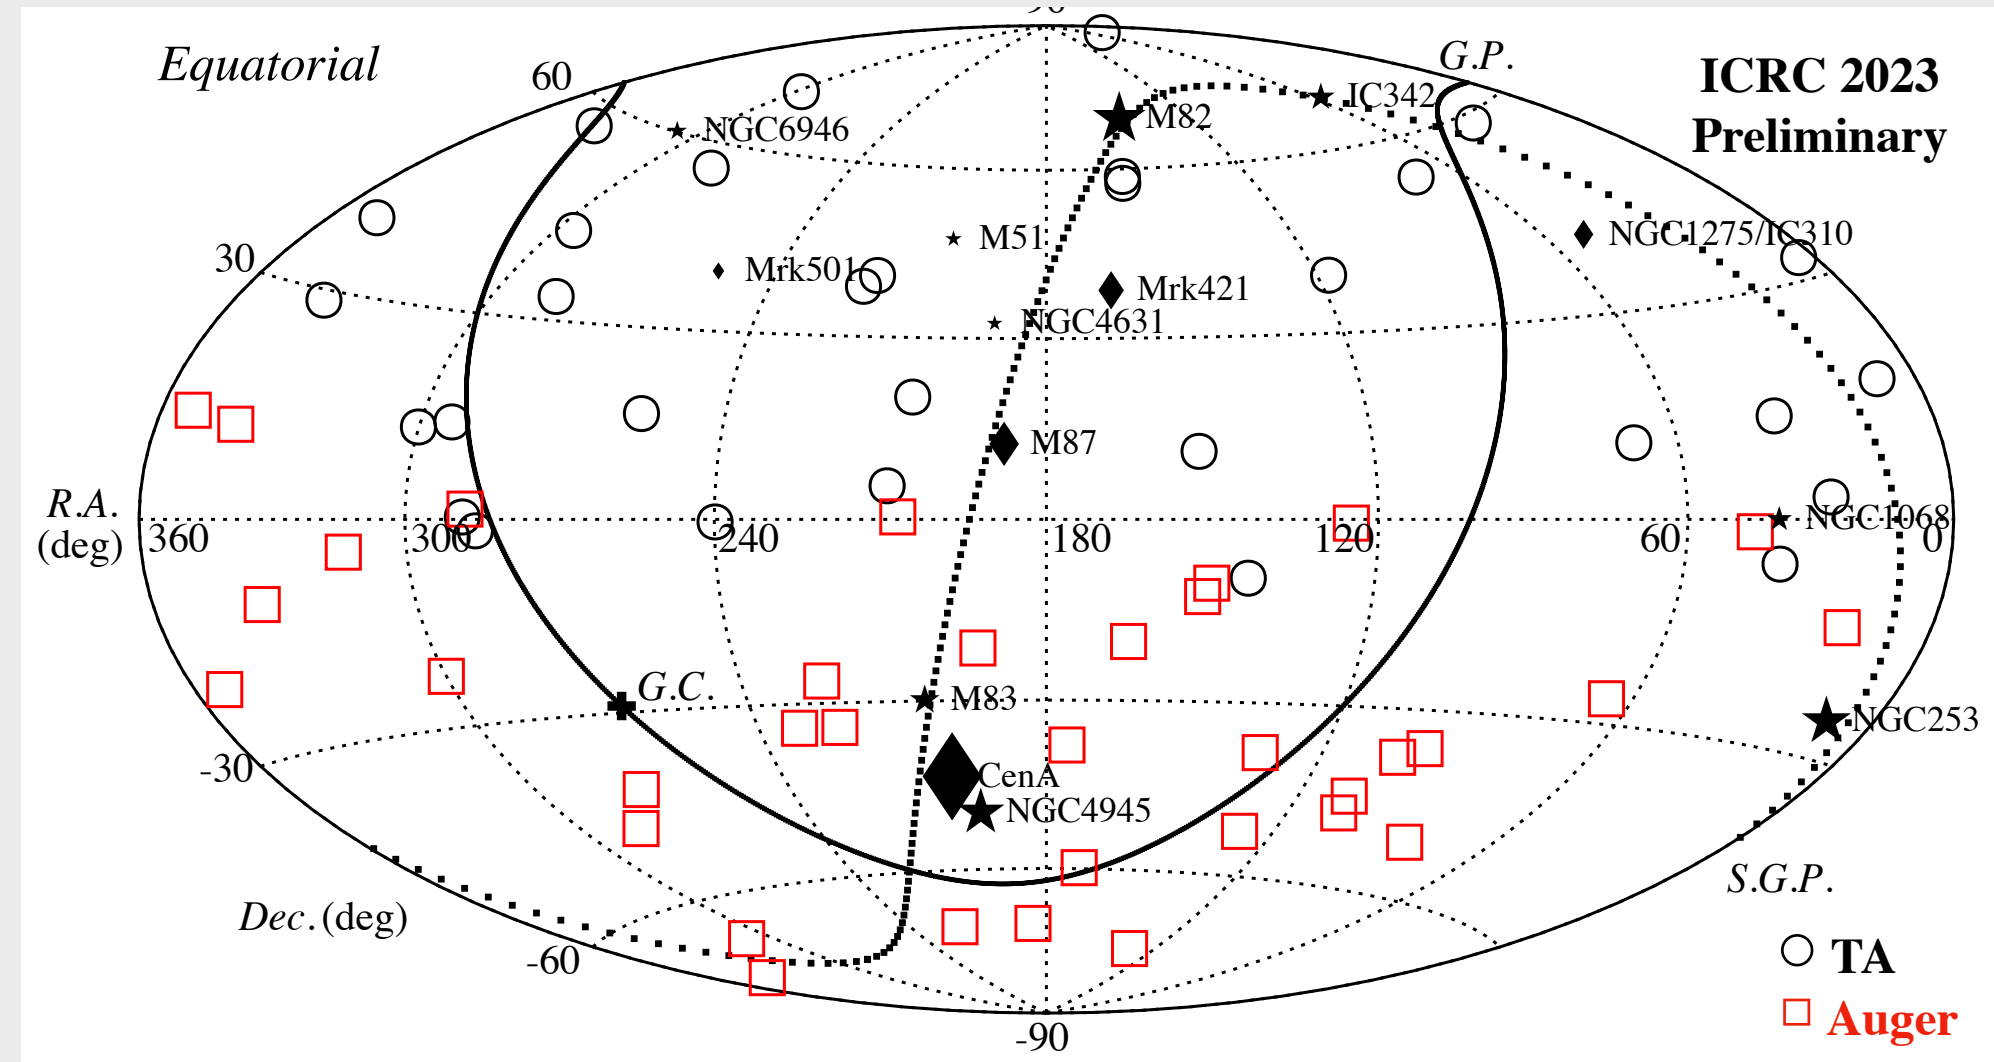 90
Equatorial
60
G.P.
ICRC 2023
Preliminary
IC342
M82
NGC6946
M51
NGC1275/IC310
30
Mrk501
Mrk421
NGC4631
M87
R.A.
(deg)
360
300
240
180
120
60
NGC1068
0
G.C.
M83
NGC253
-30
CenA
NGC4945
S.G.P.
Dec. (deg)
-60
TA
Auger
-90